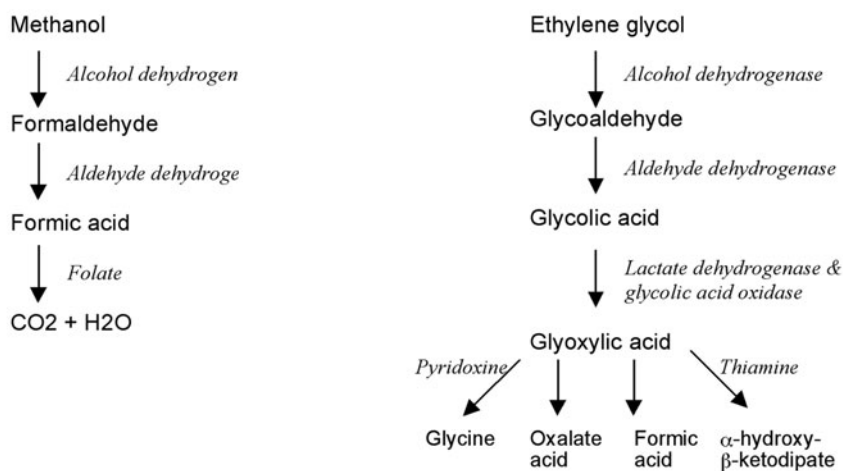 Methanol
Alcohol dehydrogen
Formaldehyde
Aldehyde dehydroge
Formic acid
Folate
CO2 + H2O
Ethylene glycol
Alcohol dehydrogenase
Glycoaldehyde
Aldehyde dehydrogenase
Glycolic acid
Lactate dehydrogenase &
glycolic acid oxidase
Glyoxylic acid
Pyridoxine
Thiamine
Glycine
Oxalate
acid
Formic
acid
α-hydroxy-
β-ketodipate